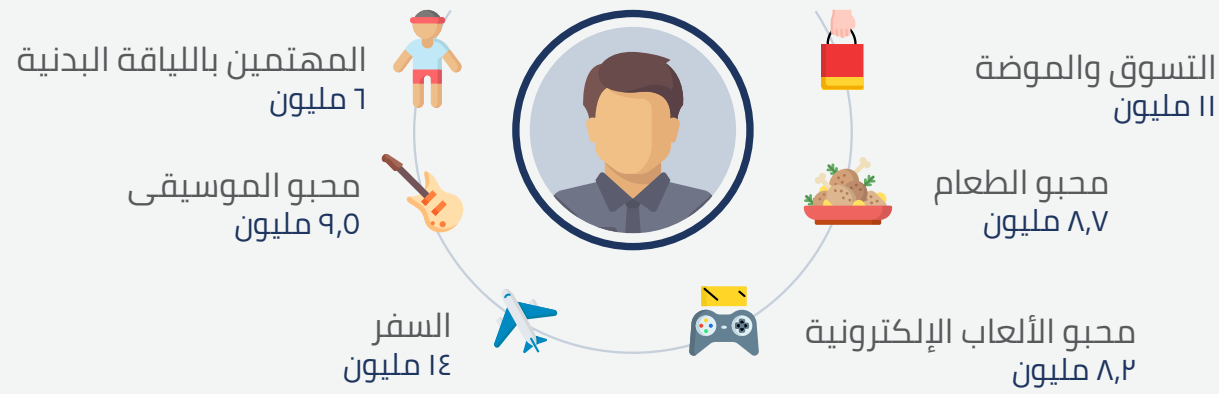 التسوق والموضة
١١ مليون
المهتمين باللياقة البدنية
٦ مليون
محبو الطعام
٨,٧ مليون
محبو الموسيقى
٩,٥ مليون
محبو الألعاب الإلكترونية
٨,٢ مليون
السفر
١٤ مليون